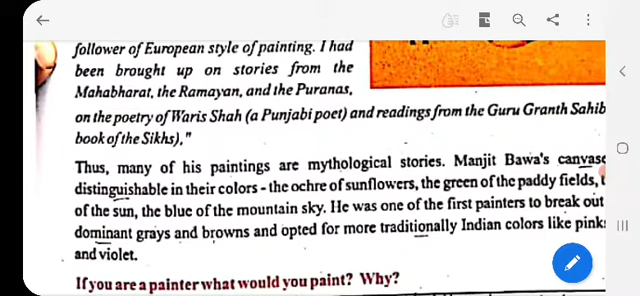 follower of European style of painting. I had
been brought up on stories from the
Mahabharat, the Ramayan, and the Puranas,
on the poetry of Waris Shah (a Punjabi poet) and readings from the Guru Granth Sahib
book of the Sikhs),"
Thus, many of his paintings are mythological stories. Manjit Bawa's
distinguishable in their colors - the ochre of sunflowers, the green of the paddy fields,
of the sun, the blue of the mountain sky. He was one of the first painters to break out
dominant grays and browns and opted for more traditionally Indian colors like
and violet.
If you are a painter what would you paint? Why?